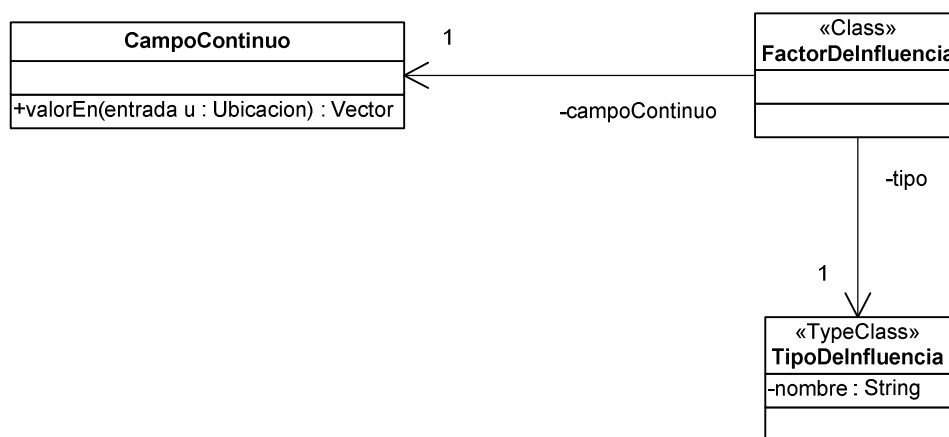 CampoContinuo
+valorEn(entrada u : Ubicacion) : Vector
1
-campoContinuo
«Class»
FactorDeInfluencia
-tipo
1
«TypeClass»
TipoDeInfluencia
-nombre : String